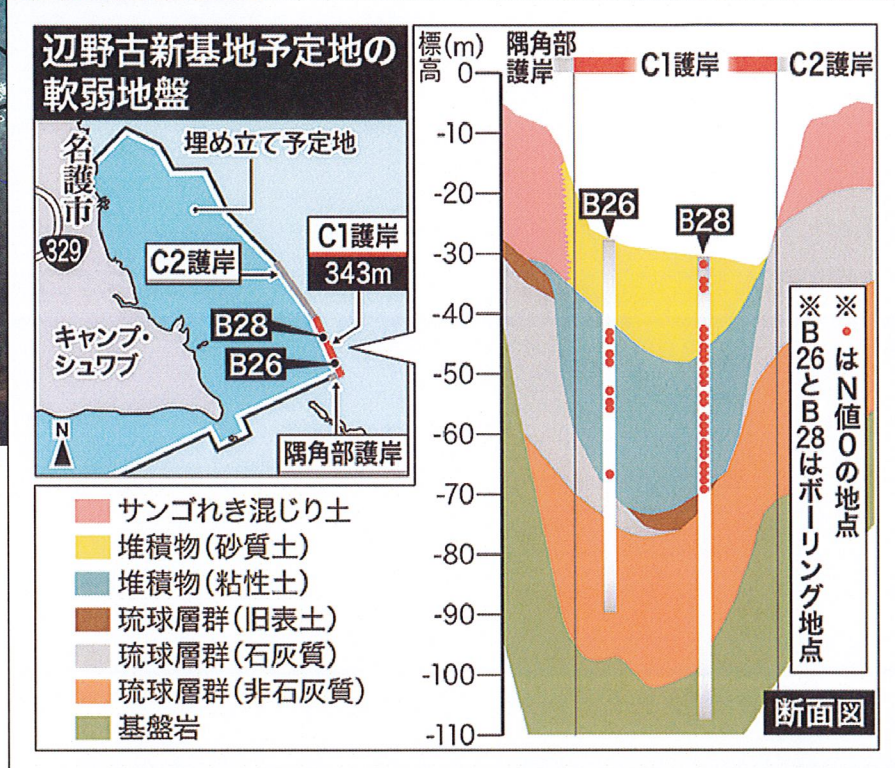 辺野古新基地予定地の
軟弱地盤
名護市
埋め立て予定地
329
C2護岸
C1護岸
343m
B28
B26
キャンプ・
シュワブ
N
隅角部護岸
サンゴれき混じり土
堆積物(砂質土)
堆積物(粘性土)
琉球層群(旧表土)
琉球層群(石灰質)
琉球層群(非石灰質)
基盤岩
標高(m)
隅角部
護岸
C1護岸
C2護岸
0
-10
-20
-30
-40
-50
-60
-70
-80
-90
-100
-110
B26
B28
※●はN値0の地点
※B26とB28はボーリング地点
断面図